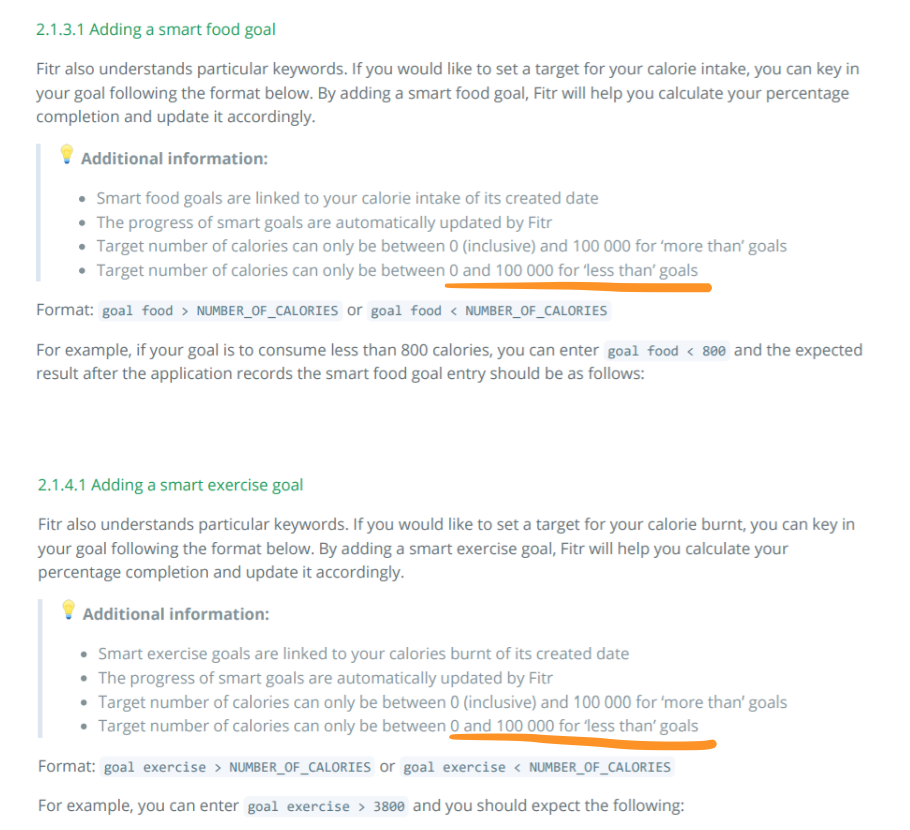 2.1.3.1 Adding a smart food goal
Fitr also understands particular keywords. If you would like to set a target for your calorie intake, you can key in
your goal following the format below. By adding a smart food goal, Fitr will help you calculate your percentage
completion and update it accordingly.
Additional information:
• Smart food goals are linked to your calorie intake of its created date
• The progress of smart goals are automatically updated by Fitr
• Target number of calories can only be between 0 (inclusive) and 100 000 for ‘more than’ goals
• Target number of calories can only be between 0 and 100 000 for ‘less than’ goals
Format: goal food > NUMBER_OF_CALORIES or goal food < NUMBER_OF_CALORIES
For example, if your goal is to consume less than 800 calories, you can enter goal food < 800 and the expected
result after the application records the smart food goal entry should be as follows:
2.1.4.1 Adding a smart exercise goal
Fitr also understands particular keywords. If you would like to set a target for your calorie burnt, you can key in
your goal following the format below. By adding a smart exercise goal, Fitr will help you calculate your
percentage completion and update it accordingly.
Additional information:
• Smart exercise goals are linked to your calories burnt of its created date
• The progress of smart goals are automatically updated by Fitr
• Target number of calories can only be between 0 (inclusive) and 100 000 for ‘more than’ goals
• Target number of calories can only be between 0 and 100 000 for ‘less than’ goals
Format: goal exercise > NUMBER_OF_CALORIES or goal exercise < NUMBER_OF_CALORIES
For example, you can enter goal exercise > 3800 and you should expect the following: